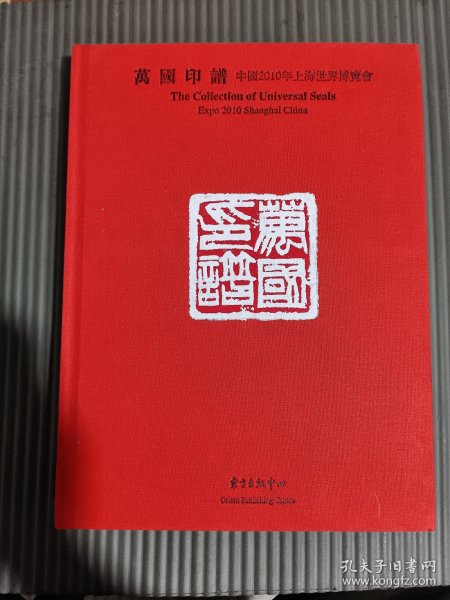 萬國印譜 中國2010年上海世界博覽會
The Collection of Universal Seals
Expo 2010 Shanghai China
萬國
印譜
东方出版中心
Orient Publishing Center
孔夫子旧书网
www.kongfz.com